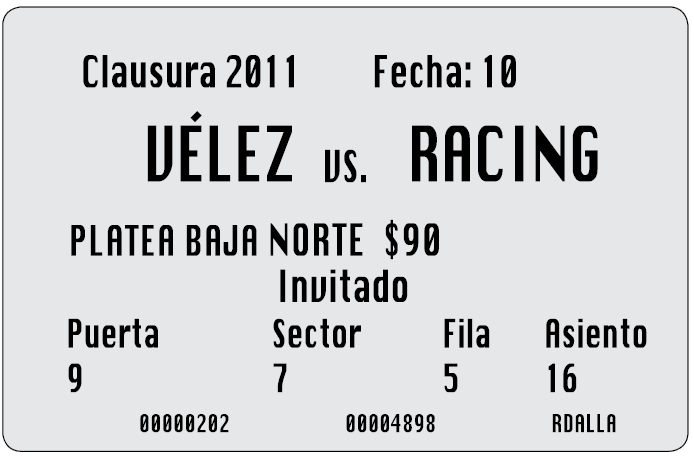 Clausura 2011 Fecha: 10
VÉLEZ vs. RACING
PLATEA BAJA NORTE $90
Invitado
Puerta Sector Fila Asiento
9 7 5 16
00000202 00004898 RDALLA